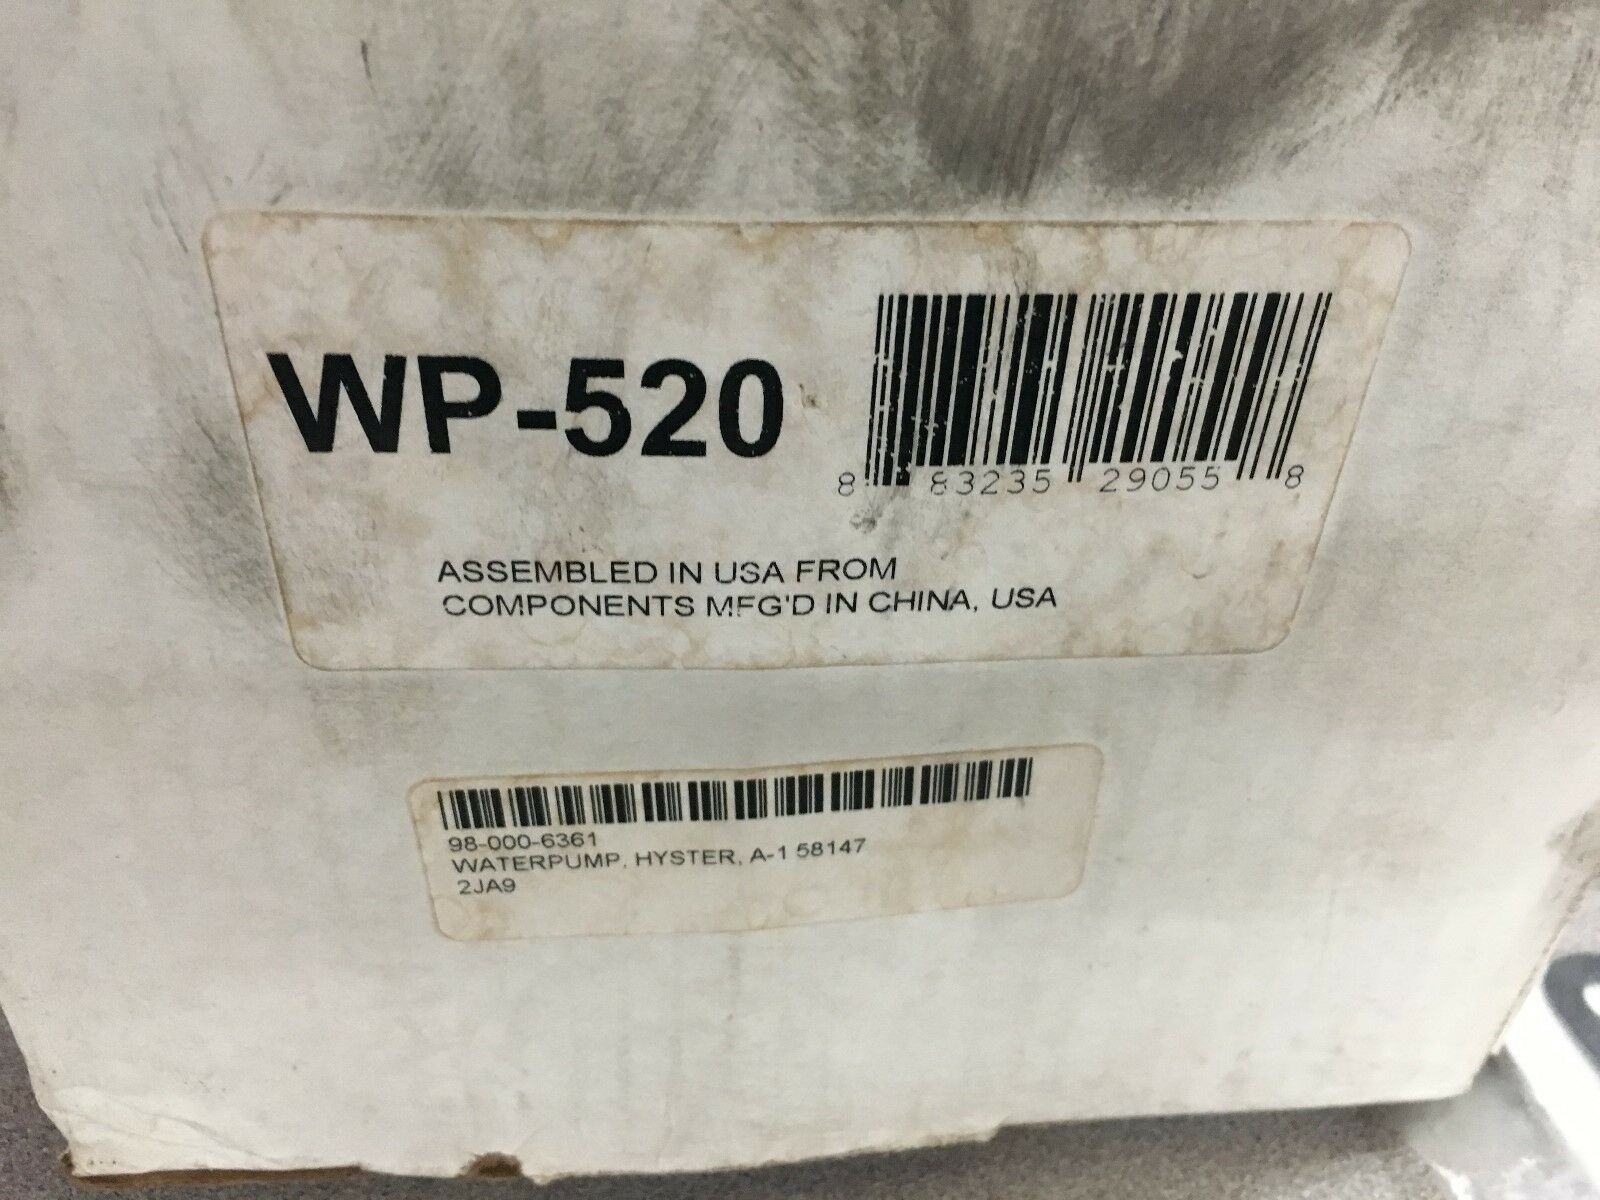 WP-520
8 83235 29055 8
ASSEMBLED IN USA FROM
COMPONENTS MFG'D IN CHINA, USA
98-000-6361
WATERPUMP, HYSTER, A-1 58147
2JA9